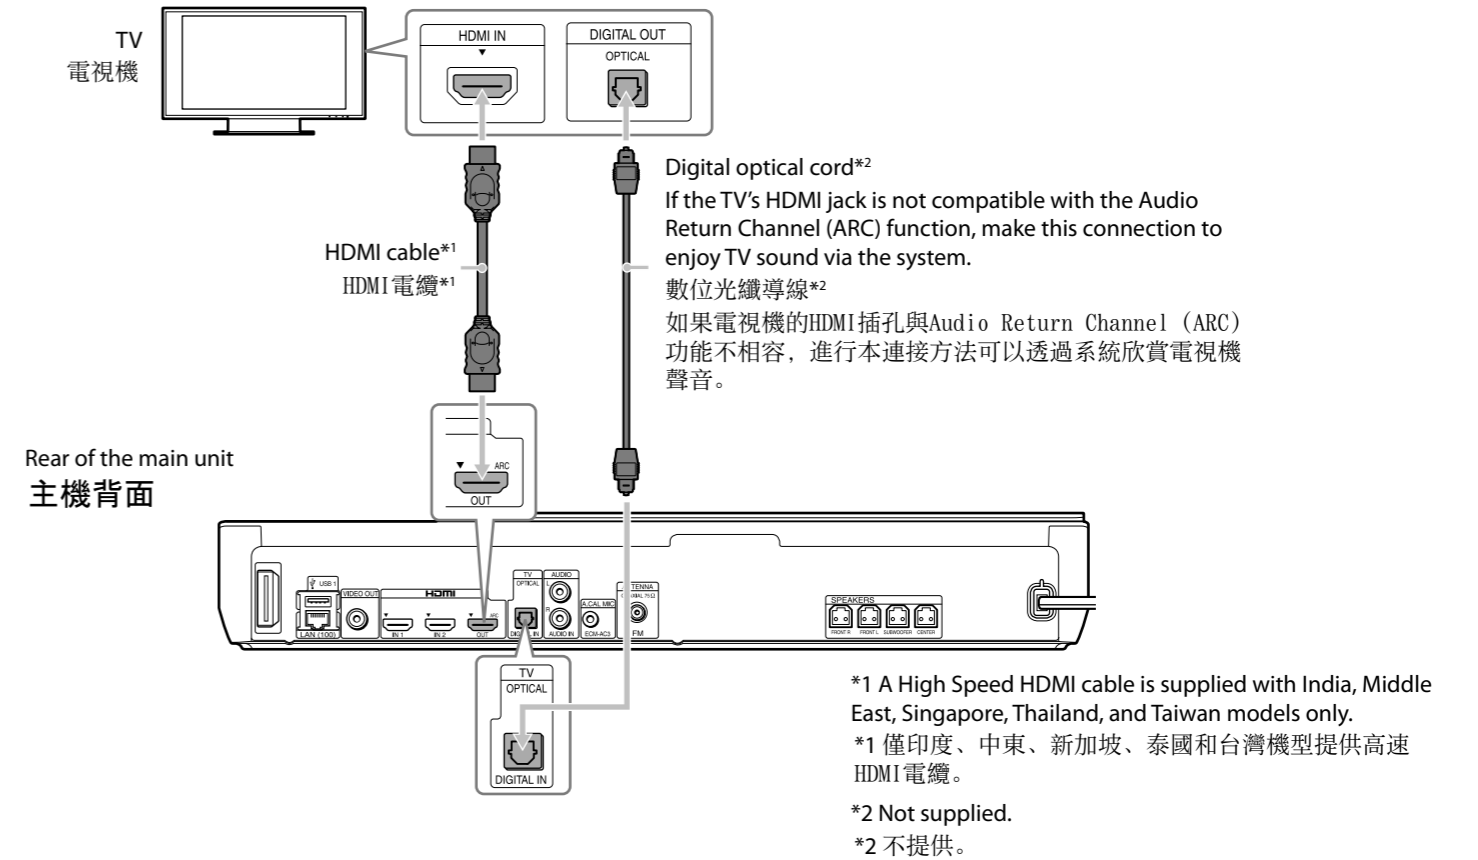 TV
電視機
HDMI IN
DIGITAL OUT
OPTICAL
Digital optical cord*2
If the TV's HDMI jack is not compatible with the Audio
Return Channel (ARC) function, make this connection to
enjoy TV sound via the system.
數位光纖導線*2
如果電視機的HDMI插孔與Audio Return Channel (ARC)
功能不相容，進行本連接方法可以透過系統欣賞電視機
聲音。
HDMI cable*1
HDMI電纜*1
ARC
OUT
Rear of the main unit
主機背面
USB 1
LAN (100)
VIDEO OUT
HDMI
IN 1
IN 2
ARC
OUT
TV
OPTICAL
DIGITAL IN
AUDIO
L
R
AUDIO IN
A.CAL MIC
ECM-AC3
75Ω
FM
SPEAKERS
FRONT R
FRONT L
SUBWOOFER
CENTER
TV
OPTICAL
DIGITAL IN
*1 A High Speed HDMI cable is supplied with India, Middle
East, Singapore, Thailand, and Taiwan models only.
*1 僅印度、中東、新加坡、泰國和台灣機型提供高速
HDMI電纜。
*2 Not supplied.
*2 不提供。